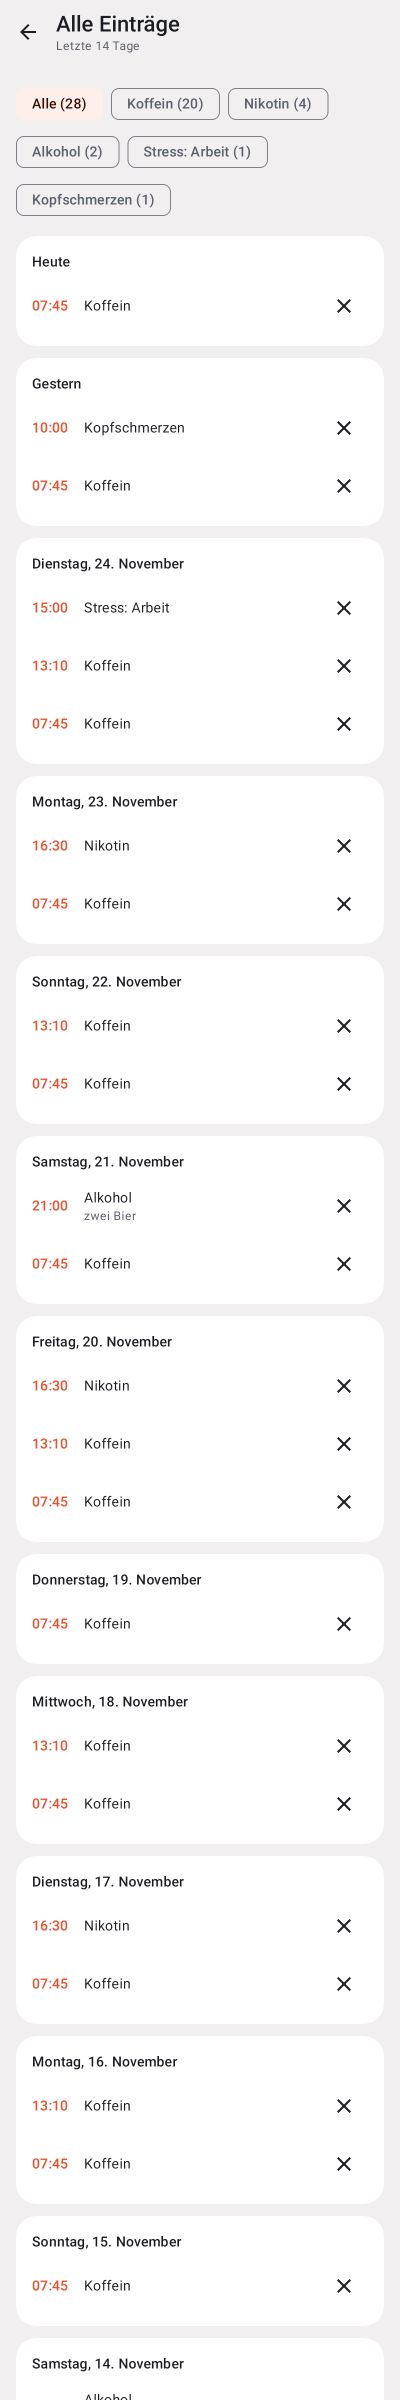 Alle Einträge
Letzte 14 Tage
Alle (28)
Koffein (20)
Nikotin (4)
Alkohol (2)
Stress: Arbeit (1)
Kopfschmerzen (1)
Heute
07:45 Koffein
Gestern
10:00 Kopfschmerzen
07:45 Koffein
Dienstag, 24. November
15:00 Stress: Arbeit
13:10 Koffein
07:45 Koffein
Montag, 23. November
16:30 Nikotin
07:45 Koffein
Sonntag, 22. November
13:10 Koffein
07:45 Koffein
Samstag, 21. November
21:00 Alkohol
zwei Bier
07:45 Koffein
Freitag, 20. November
16:30 Nikotin
13:10 Koffein
07:45 Koffein
Donnerstag, 19. November
07:45 Koffein
Mittwoch, 18. November
13:10 Koffein
07:45 Koffein
Dienstag, 17. November
16:30 Nikotin
07:45 Koffein
Montag, 16. November
13:10 Koffein
07:45 Koffein
Sonntag, 15. November
07:45 Koffein
Samstag, 14. November
Alkohol